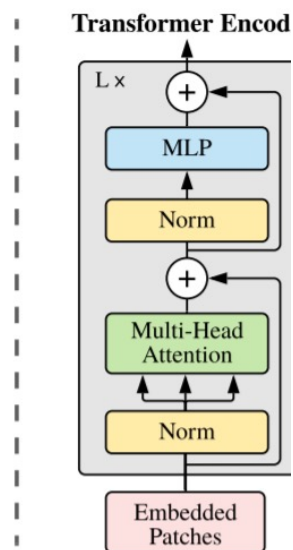 Transformer Encod
L ×
+
MLP
Norm
+
Multi-Head
Attention
Norm
Embedded
Patches